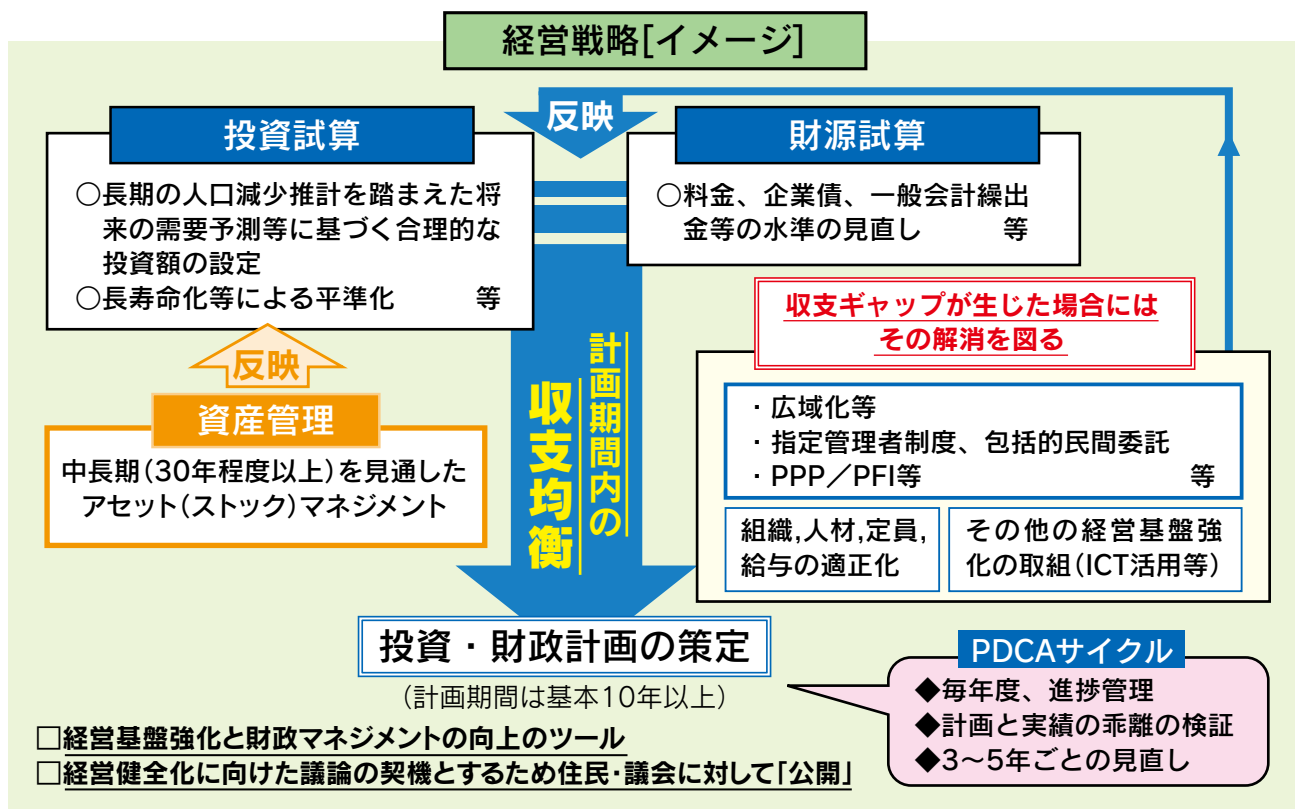 経営戦略[イメージ]
反映
投資試算
○長期の人口減少推計を踏まえた将
来の需要予測等に基づく合理的な
投資額の設定
○長寿命化等による平準化　　等
財源試算
○料金、企業債、一般会計繰出
金等の水準の見直し　　等
反映
資産管理
中長期(30年程度以上)を見通した
アセット(ストック)マネジメント
計画期間内の
収支均衡
収支ギャップが生じた場合には
その解消を図る
・広域化等
・指定管理者制度、包括的民間委託
・PPP／PFI等　　等
組織,人材,定員,
給与の適正化
その他の経営基盤強
化の取組(ICT活用等)
投資・財政計画の策定
(計画期間は基本10年以上)
PDCAサイクル
◆毎年度、進捗管理
◆計画と実績の乖離の検証
◆3〜5年ごとの見直し
□経営基盤強化と財政マネジメントの向上のツール
□経営健全化に向けた議論の契機とするため住民・議会に対して「公開」